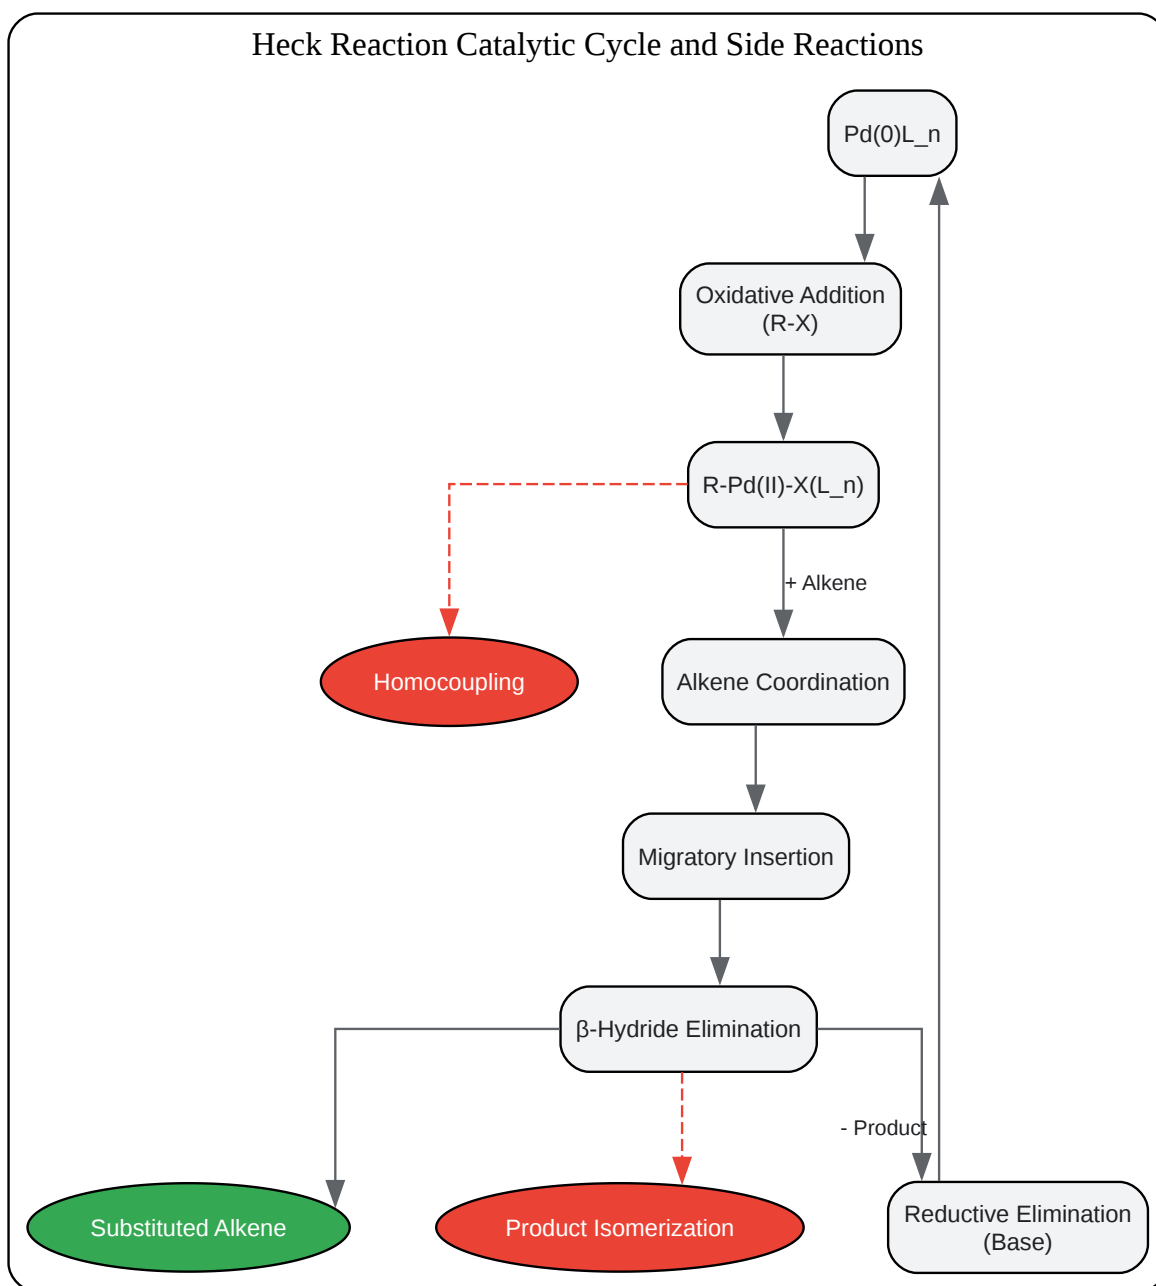 Heck Reaction Catalytic Cycle and Side Reactions
Pd(0)L_n
Oxidative Addition
(R-X)
R-Pd(II)-X(L_n)
+ Alkene
Homocoupling
Alkene Coordination
Migratory Insertion
β-Hydride Elimination
- Product
Substituted Alkene
Product Isomerization
Reductive Elimination
(Base)